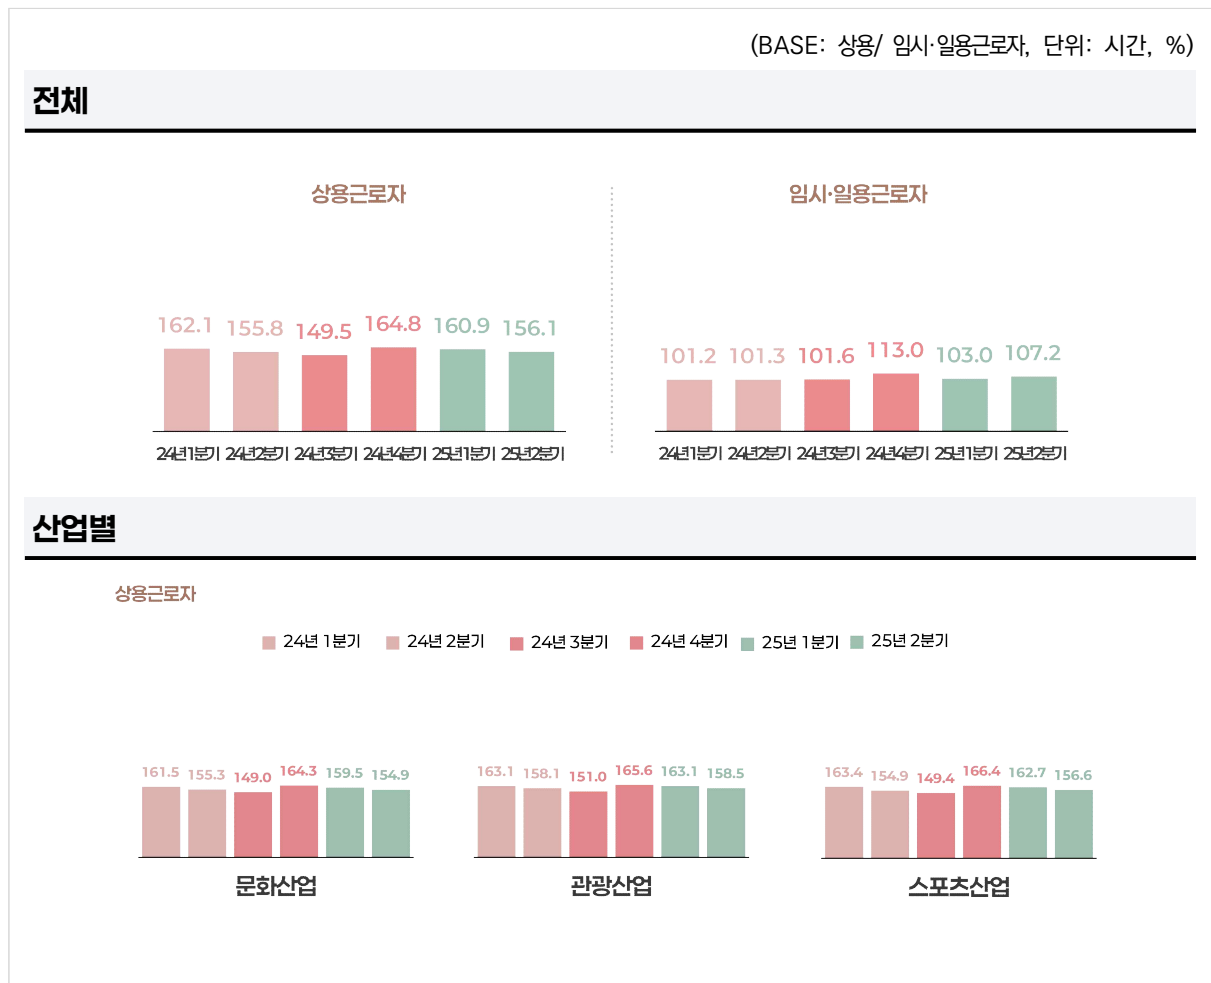 (BASE: 상용/ 임시·일용근로자, 단위: 시간, %)
전체
상용근로자
162.1 155.8 149.5 164.8 160.9 156.1
24년1분기 24년2분기 24년3분기 24년4분기 25년1분기 25년2분기
임시·일용근로자
101.2 101.3 101.6 113.0 103.0 107.2
24년1분기 24년2분기 24년3분기 24년4분기 25년1분기 25년2분기
산업별
상용근로자
24년 1분기 24년 2분기 24년 3분기 24년 4분기 25년 1분기 25년 2분기
161.5 155.3 149.0 164.3 159.5 154.9
문화산업
163.1 158.1 151.0 165.6 163.1 158.5
관광산업
163.4 154.9 149.4 166.4 162.7 156.6
스포츠산업